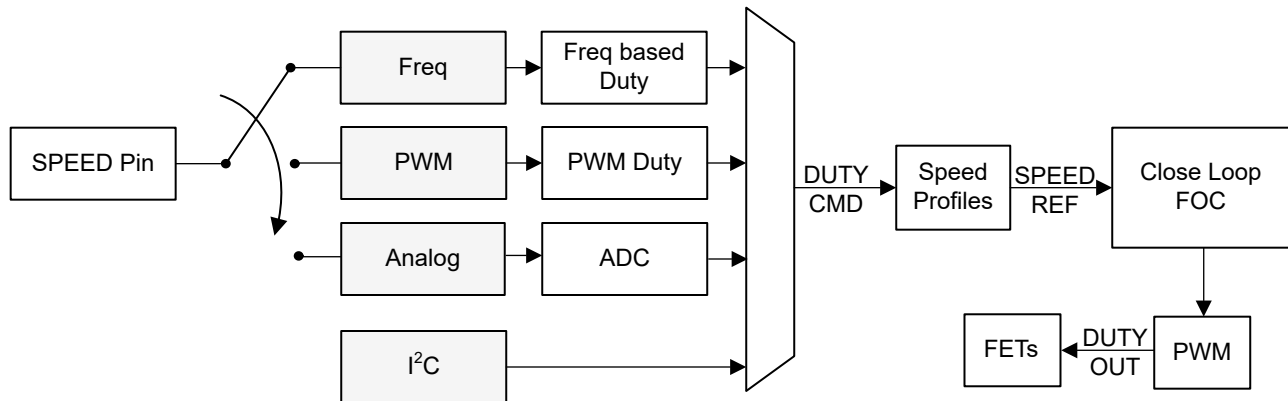 SPEED Pin
Freq
Freq based
Duty
PWM
PWM Duty
Analog
ADC
I²C
DUTY
CMD
Speed
Profiles
SPEED
REF
Close Loop
FOC
PWM
DUTY
OUT
FETs